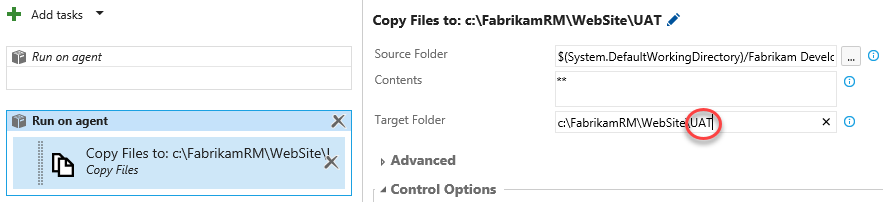 Add tasks
Run on agent
Run on agent
Copy Files to: c:\FabrikamRM\WebSite\
Copy Files
Copy Files to: c:\FabrikamRM\WebSite\UAT
Source Folder
$(System.DefaultWorkingDirectory)/Fabrikam Develo
...
Contents
**
Target Folder
c:\FabrikamRM\WebSite\UAT
Advanced
Control Options